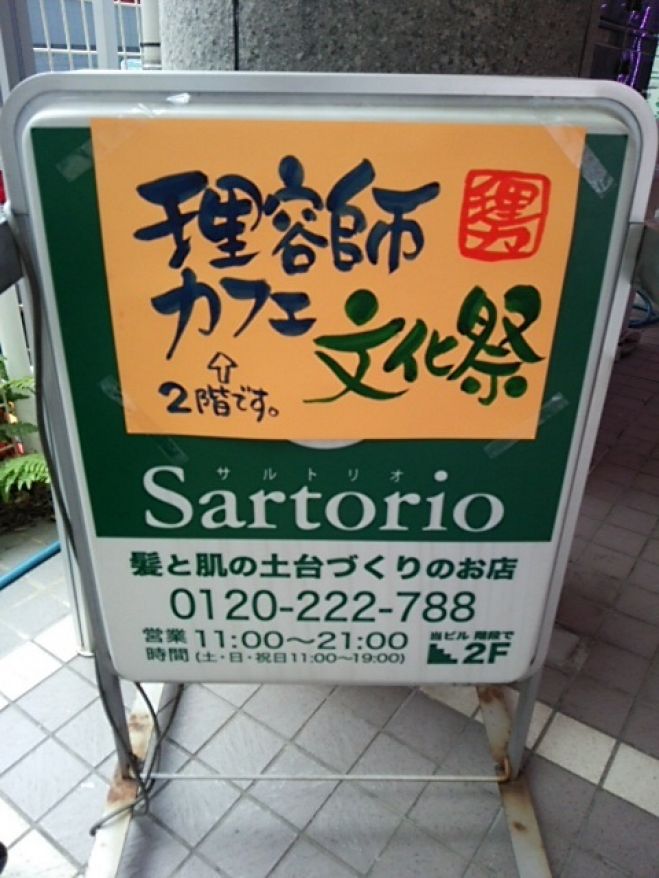 理容師
カフェ
文化祭
⇧
2階です。
サルトリオ
Sartorio
髪と肌の土台づくりのお店
0120-222-788
営業時間 11:00～21:00
(土・日・祝日11:00～19:00)
当ビル 階段で
2F